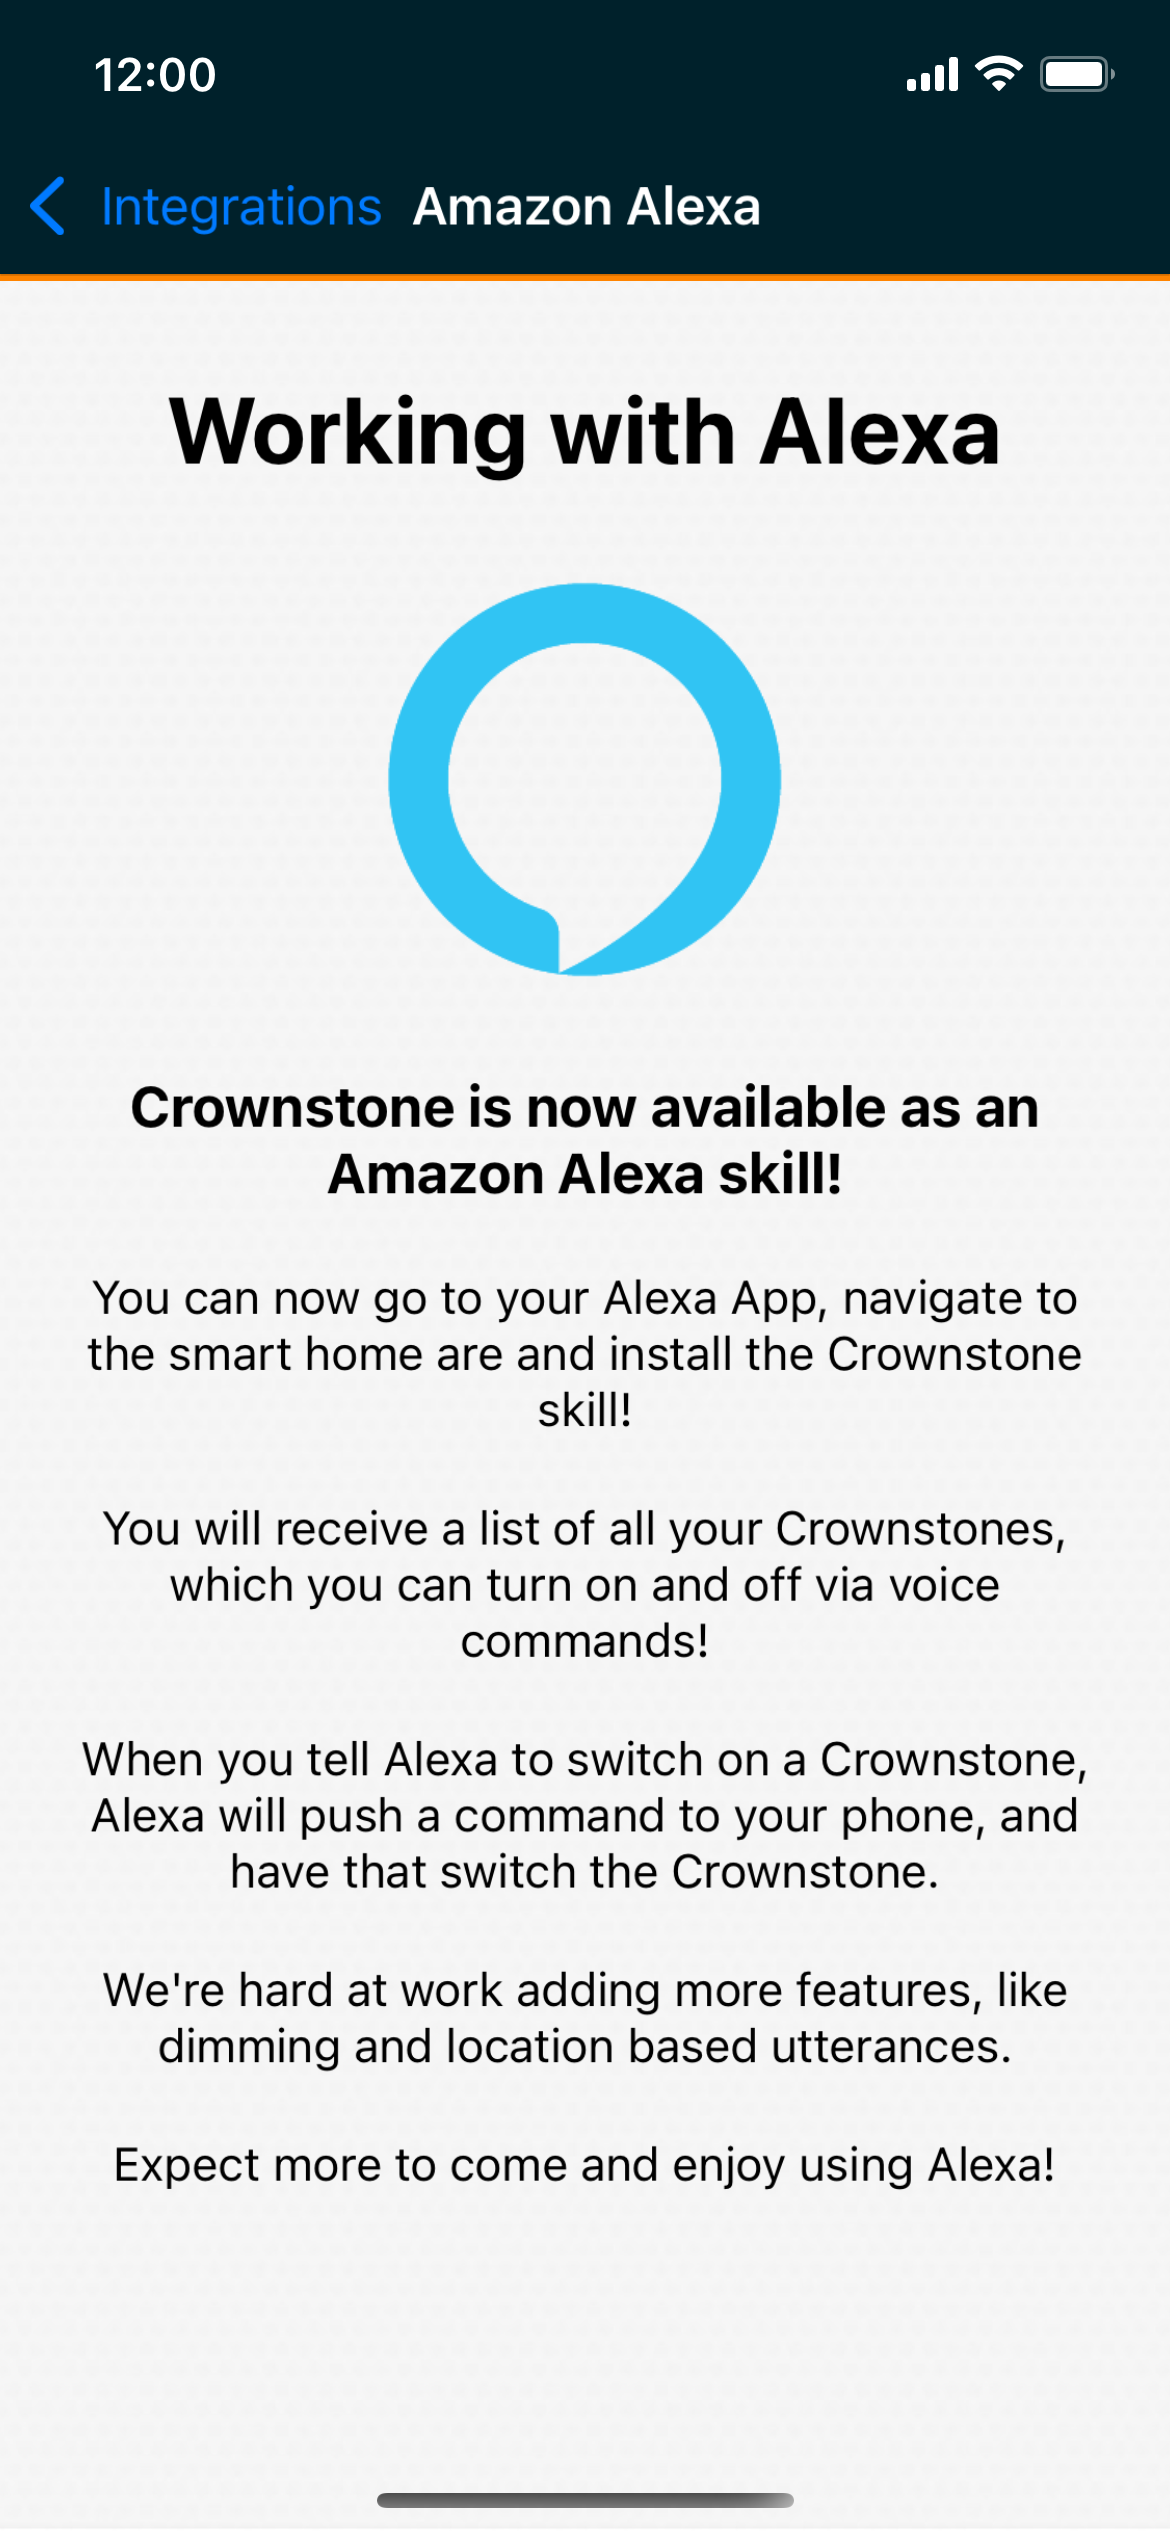 12:00
Integrations Amazon Alexa
Working with Alexa
Crownstone is now available as an
Amazon Alexa skill!
You can now go to your Alexa App, navigate to
the smart home are and install the Crownstone
skill!
You will receive a list of all your Crownstones,
which you can turn on and off via voice
commands!
When you tell Alexa to switch on a Crownstone,
Alexa will push a command to your phone, and
have that switch the Crownstone.
We're hard at work adding more features, like
dimming and location based utterances.
Expect more to come and enjoy using Alexa!